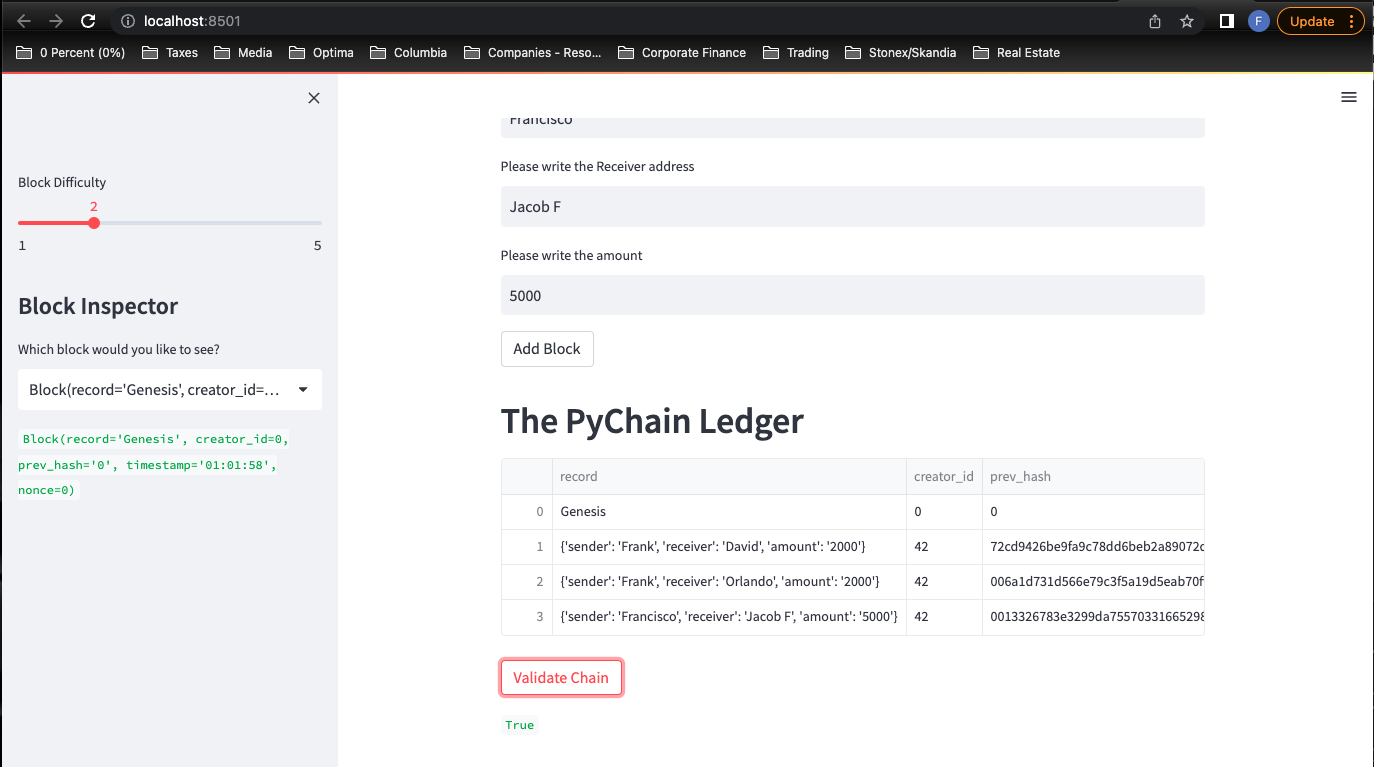 localhost:8501
F
Update
0 Percent (0%) Taxes Media Optima Columbia Companies - Reso... Corporate Finance Trading Stonex/Skandia Real Estate
Block Difficulty
2
1 5
Block Inspector
Which block would you like to see?
Block(record='Genesis', creator_id=...
Block(record='Genesis', creator_id=0,
prev_hash='0', timestamp='01:01:58',
nonce=0)
Francisco
Please write the Receiver address
Jacob F
Please write the amount
5000
Add Block
The PyChain Ledger
record creator_id prev_hash
0 Genesis 0 0
1 {'sender': 'Frank', 'receiver': 'David', 'amount': '2000'} 42 72cd9426be9fa9c78dd6beb2a89072c
2 {'sender': 'Frank', 'receiver': 'Orlando', 'amount': '2000'} 42 006a1d731d566e79c3f5a19d5eab70f
3 {'sender': 'Francisco', 'receiver': 'Jacob F', 'amount': '5000'} 42 0013326783e3299da75570331665298
Validate Chain
True